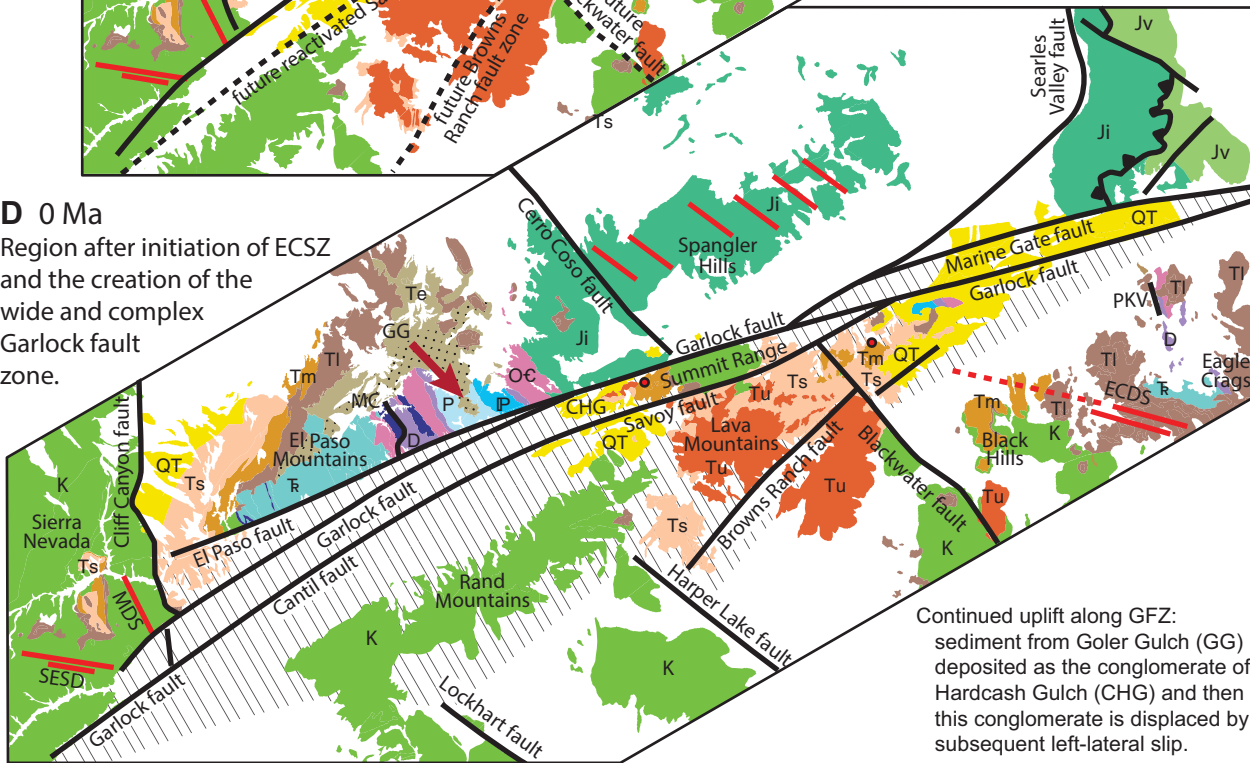 future reactivated
future Browns
Ranch fault zone
future
Blackwater fault
Ts
Searles
Valley fault
Jv
Ji
Jv
D 0 Ma
Region after initiation of ECSZ
and the creation of the
wide and complex
Garlock fault
zone.
Cerro Coso fault
Ji
Spangler
Hills
Marine Gate fault
QT
Garlock fault
Te
GG
Tl
Tm
MC
D
P
IP
O€
Ji
Garlock fault
Summit Range
CHG
Savoy fault
QT
Tu
Ts
Tm
Ts
QT
PKV
Tl
Tl
D
Tl
Eagle
Crags
ECDS
Ꞇ
Tm
Tl
K
Black
Hills
El Paso
Mountains
Ꞇ
QT
Ts
Cliff Canyon fault
K
Sierra
Nevada
Ts
MDS
SESD
El Paso fault
Garlock fault
Cantil fault
Garlock fault
Lava
Mountains
Tu
Tu
Browns Ranch fault
Blackwater fault
Tu
K
Ts
Rand
Mountains
K
Harper Lake fault
K
Lockhart fault
Continued uplift along GFZ:
sediment from Goler Gulch (GG)
deposited as the conglomerate of
Hardcash Gulch (CHG) and then
this conglomerate is displaced by
subsequent left-lateral slip.